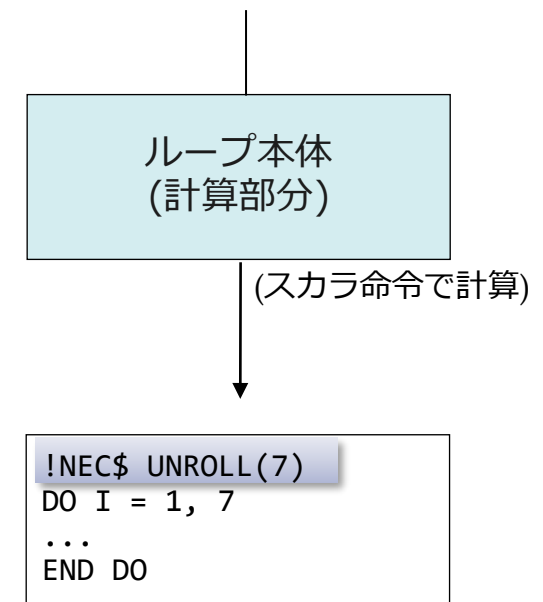 ループ本体
(計算部分)
(スカラ命令で計算)
!NEC$ UNROLL(7)
DO I = 1, 7
...
END DO